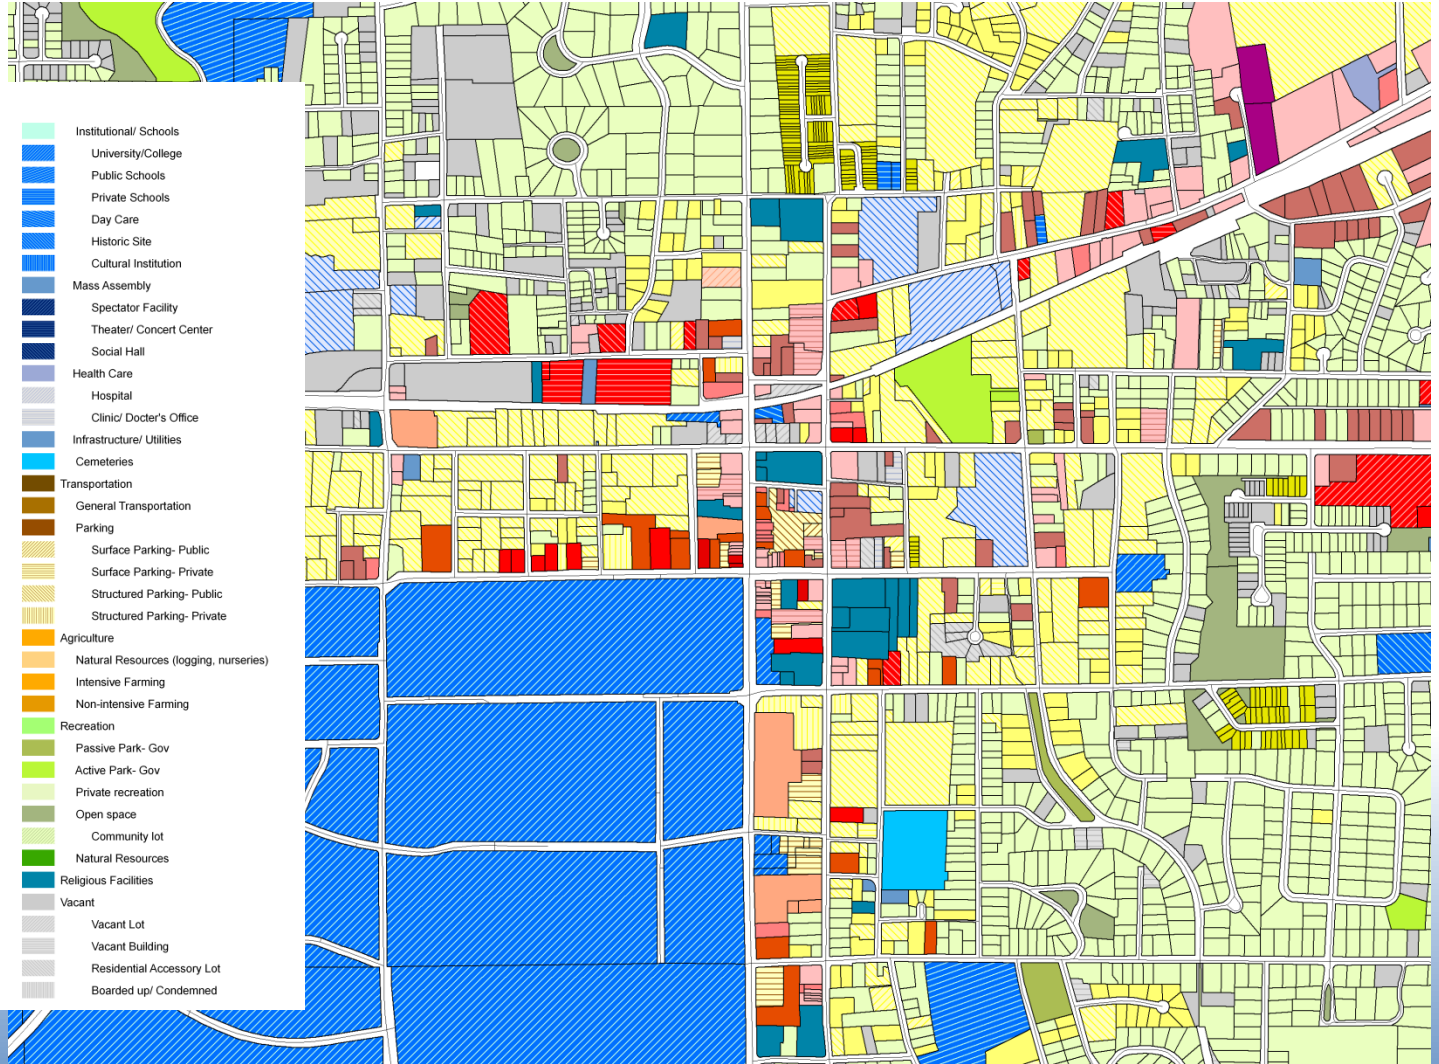 Institutional/ Schools
University/College
Public Schools
Private Schools
Day Care
Historic Site
Cultural Institution
Mass Assembly
Spectator Facility
Theater/ Concert Center
Social Hall
Health Care
Hospital
Clinic/ Docter's Office
Infrastructure/ Utilities
Cemeteries
Transportation
General Transportation
Parking
Surface Parking- Public
Surface Parking- Private
Structured Parking- Public
Structured Parking- Private
Agriculture
Natural Resources (logging, nurseries)
Intensive Farming
Non-intensive Farming
Recreation
Passive Park- Gov
Active Park- Gov
Private recreation
Open space
Community lot
Natural Resources
Religious Facilities
Vacant
Vacant Lot
Vacant Building
Residential Accessory Lot
Boarded up/ Condemned